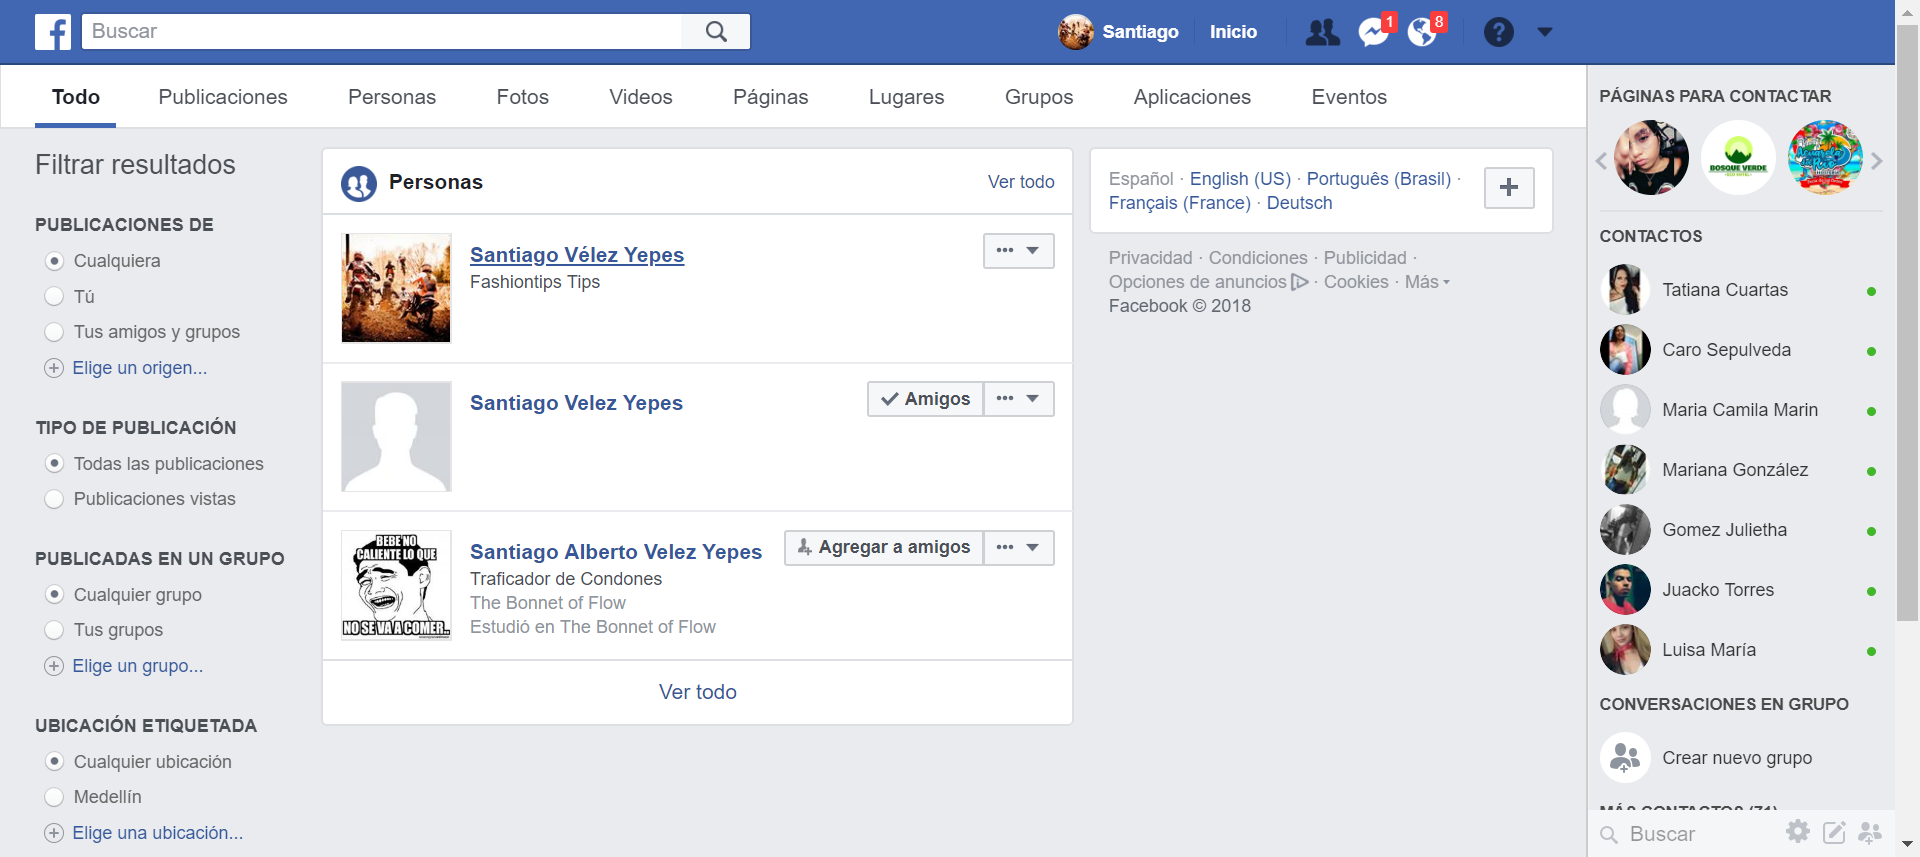 Buscar
Santiago
Inicio
1
8
Todo
Publicaciones
Personas
Fotos
Videos
Páginas
Lugares
Grupos
Aplicaciones
Eventos
Filtrar resultados
PUBLICACIONES DE
Cualquiera
Tú
Tus amigos y grupos
Elige un origen...
TIPO DE PUBLICACIÓN
Todas las publicaciones
Publicaciones vistas
PUBLICADAS EN UN GRUPO
Cualquier grupo
Tus grupos
Elige un grupo...
UBICACIÓN ETIQUETADA
Cualquier ubicación
Medellín
Elige una ubicación...
Personas
Ver todo
Santiago Vélez Yepes
Fashiontips Tips
Santiago Velez Yepes
Amigos
BEBE NO
CALIENTE LO QUE
NO SE VA A COMER..
Santiago Alberto Velez Yepes
Agregar a amigos
Traficador de Condones
The Bonnet of Flow
Estudió en The Bonnet of Flow
Ver todo
Español · English (US) · Português (Brasil) ·
Français (France) · Deutsch
Privacidad · Condiciones · Publicidad ·
Opciones de anuncios · Cookies · Más
Facebook © 2018
PÁGINAS PARA CONTACTAR
BOSQUE VERDE
CONTACTOS
Tatiana Cuartas
Caro Sepulveda
Maria Camila Marin
Mariana González
Gomez Julietha
Juacko Torres
Luisa María
CONVERSACIONES EN GRUPO
Crear nuevo grupo
MÁS CONTACTOS (71)
Buscar